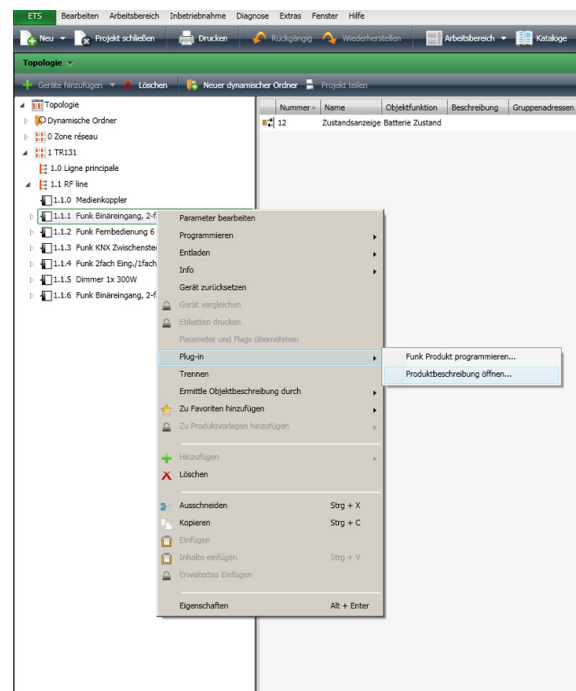 ETS Bearbeiten Arbeitsbereich Inbetriebnahme Diagnose Extras Fenster Hilfe
Neu Projekt schließen Drucken Rückgängig Wiederherstellen Arbeitsbereich Kataloge
Topologie
Geräte hinzufügen Löschen Neuer dynamischer Ordner Projekt teilen
Topologie
Dynamische Ordner
0 Zone réseau
1 TR131
1.0 Ligne principale
1.1 RF line
1.1.0 Medienkoppler
1.1.1 Funk Binäreingang, 2-f
1.1.2 Funk Fernbedienung 6
1.1.3 Funk KNX Zwischenste
1.1.4 Funk 2fach Eing./1fach
1.1.5 Dimmer 1x 300W
1.1.6 Funk Binäreingang, 2-f
Nummer Name Objektfunktion Beschreibung Gruppenadressen
12 Zustandsanzeige Batterie Zustand
Parameter bearbeiten
Programmieren
Entladen
Info
Gerät zurücksetzen
Gerät vergleichen
Etiketten drucken
Parameter und Flags übernehmen
Plug-in
Trennen
Ermittle Objektbeschreibung durch
Zu Favoriten hinzufügen
Zu Produktvorlagen hinzufügen
Hinzufügen
Löschen
Ausschneiden Strg + X
Kopieren Strg + C
Einfügen
Inhalte einfügen Strg + V
Erweitertes Einfügen
Eigenschaften Alt + Enter
Funk Produkt programmieren...
Produktbeschreibung öffnen...